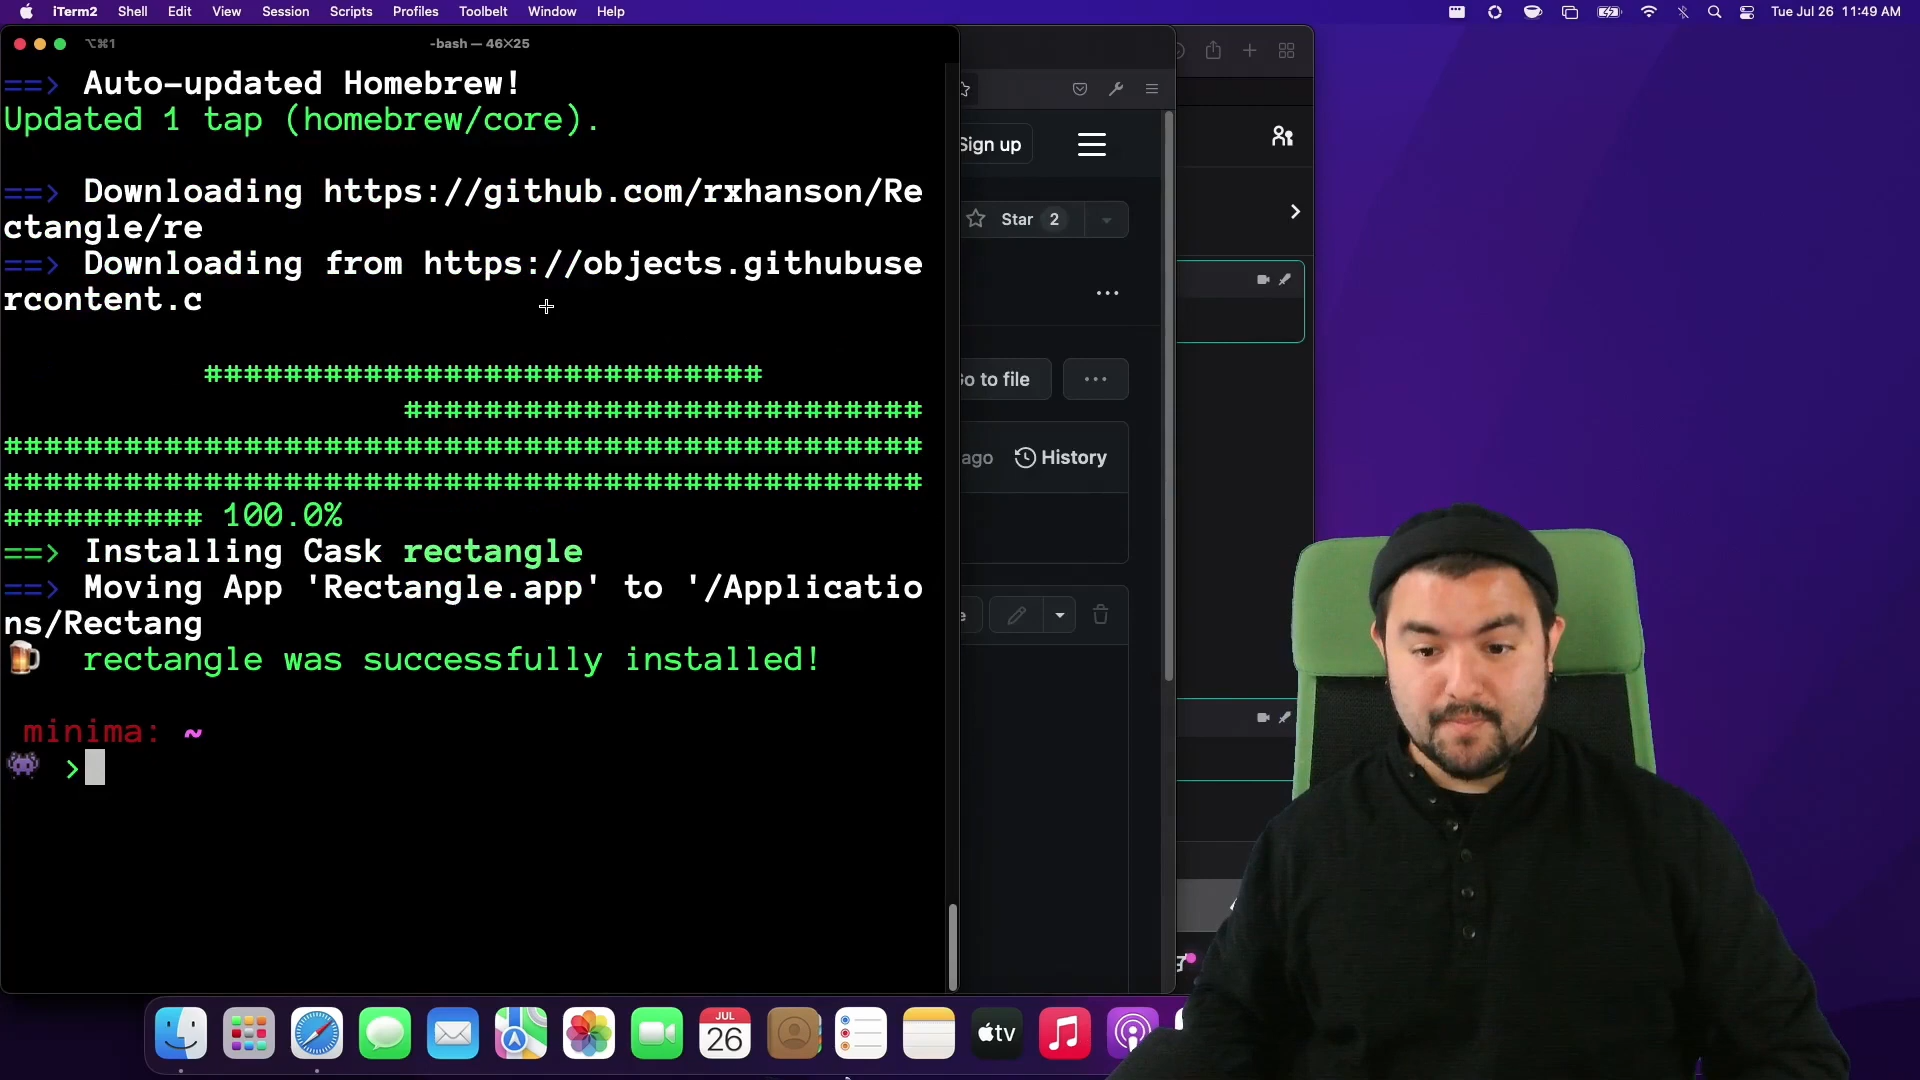 iTerm2 Shell Edit View Session Scripts Profiles Toolbelt Window Help Tue Jul 26 11:49 AM
⌥⌘1 -bash — 46×25
==> Auto-updated Homebrew!
Updated 1 tap (homebrew/core).
==> Downloading https://github.com/rxhanson/Re
ctangle/re
==> Downloading from https://objects.githubuse
rcontent.c
############################
##########################
##############################################
##############################################
########## 100.0%
==> Installing Cask rectangle
==> Moving App 'Rectangle.app' to '/Applicatio
ns/Rectang
🍺 rectangle was successfully installed!
minima: ~
👾 >
Sign up
Star 2
Go to file
ago History
JUL
26
tv